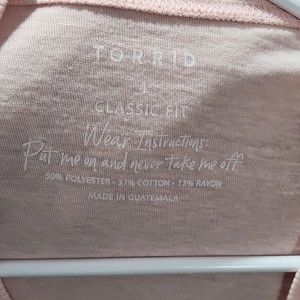 TORRID
1
CLASSIC FIT
Wear Instructions:
Put me on and never take me off
50% POLYESTER - 37% COTTON - 13% RAYON
MADE IN GUATEMALA